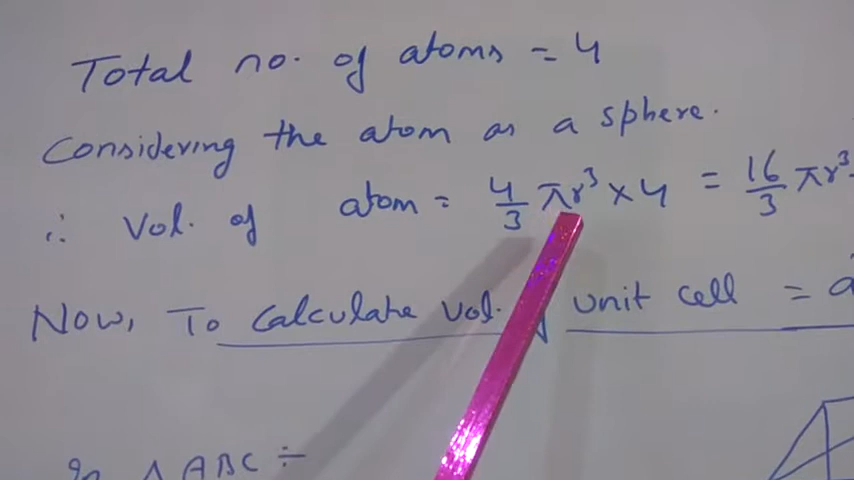 Total no. of atoms = 4
Considering the atom as a sphere.
∴ Vol. of atom = 4/3 πr³ × 4 = 16/3 πr³.
Now, To calculate vol. unit cell = a
In Δ ABC ÷